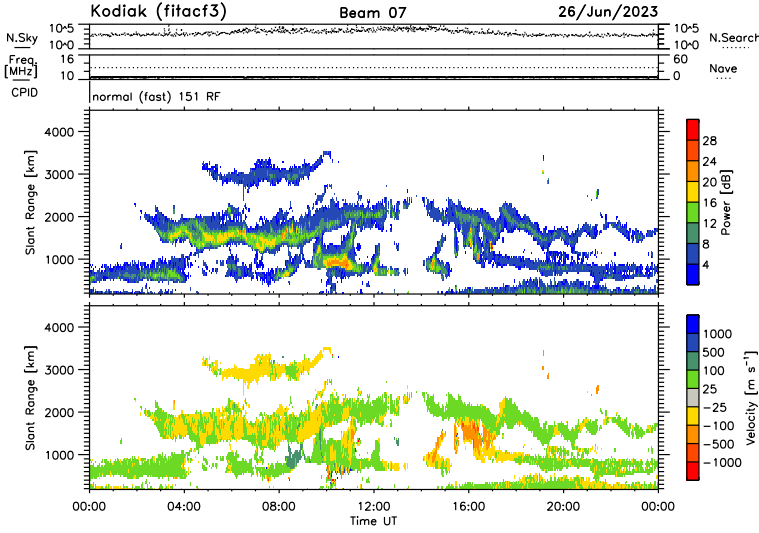 Kodiak (fitacf3) Beam 07 26/Jun/2023
N.Sky 10^+5 10^+0 10^+5 10^+0 N.Search
Freq. [MHz] 16 10 60 0 Nave
CPID normal (fast) 151 RF
Slant Range [km] 4000 3000 2000 1000
28 24 20 16 12 8 4 Power [dB]
Slant Range [km] 4000 3000 2000 1000
1000 500 100 25 −25 −100 −500 −1000 Velocity [m s⁻¹]
00:00 04:00 08:00 12:00 16:00 20:00 00:00
Time UT